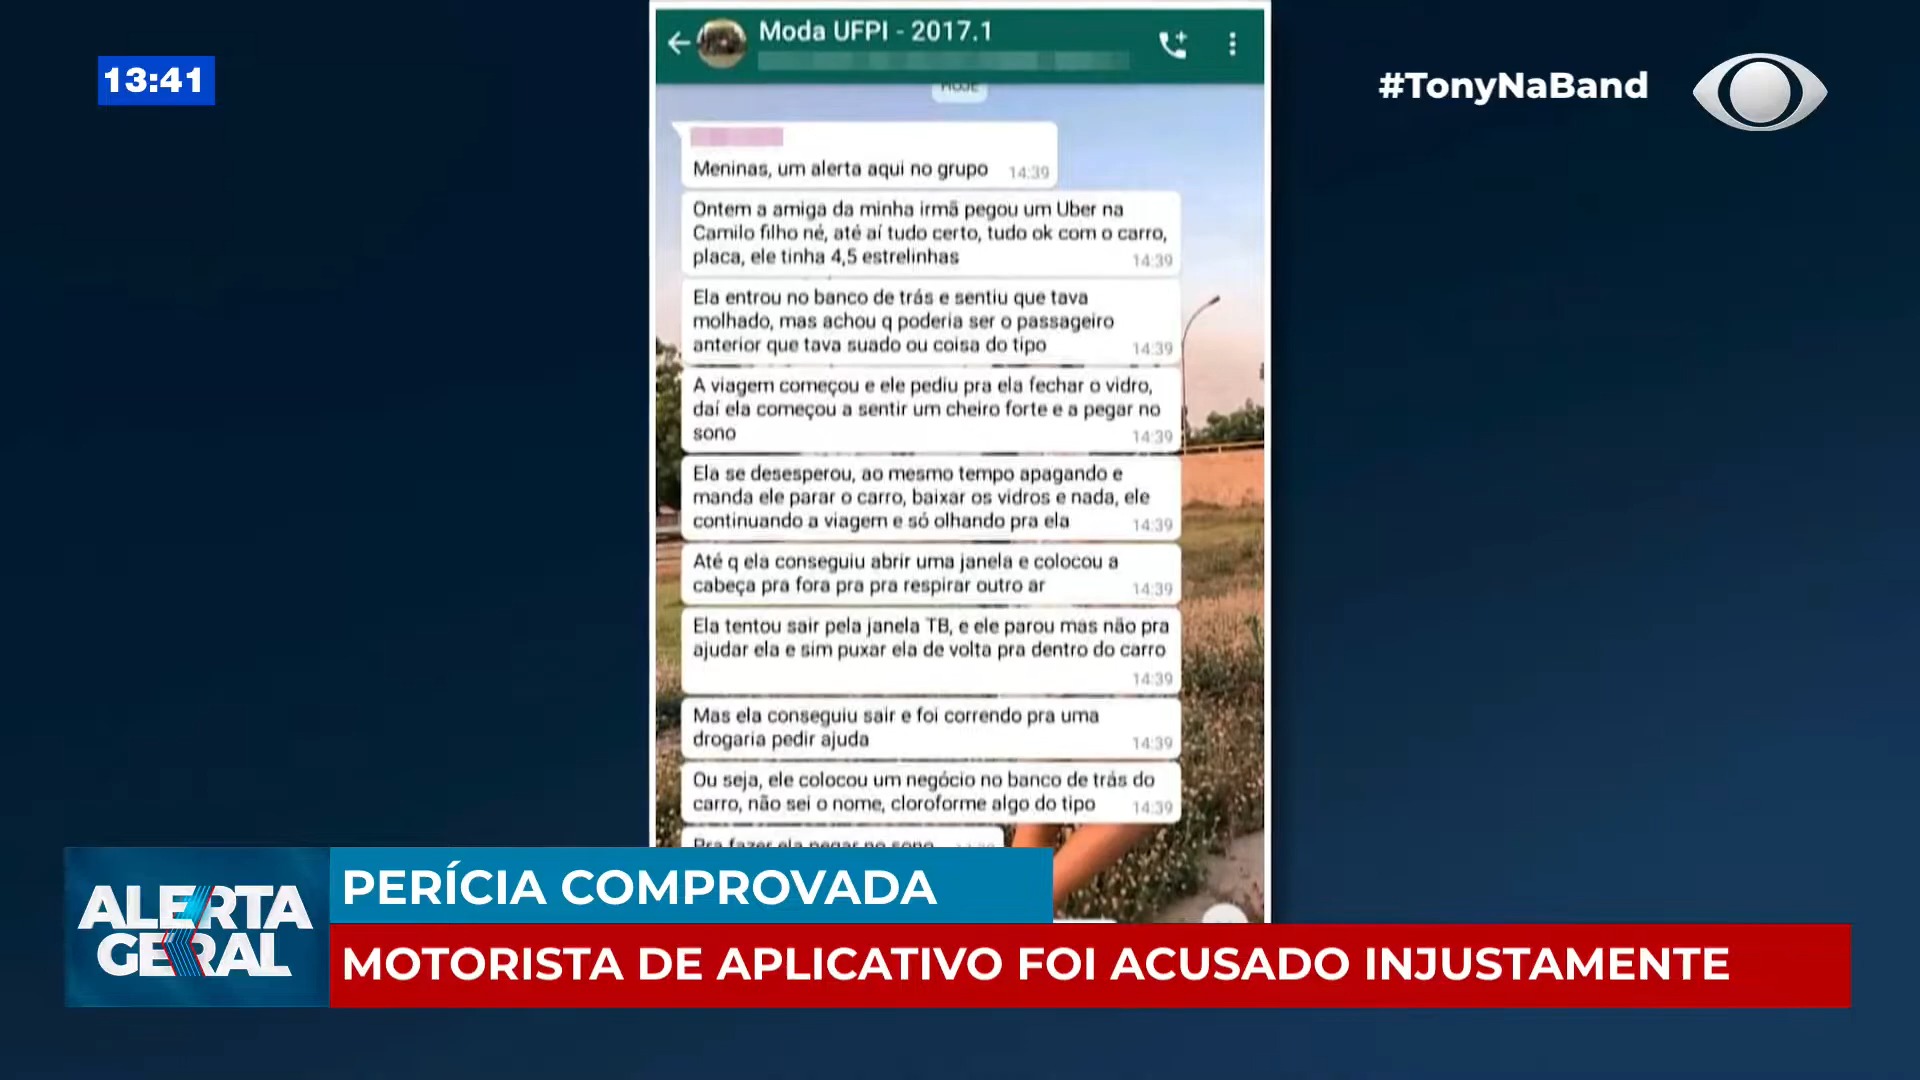 13:41
#TonyNaBand
Moda UFPI - 2017.1
HOJE
Meninas, um alerta aqui no grupo 14:39
Ontem a amiga da minha irmã pegou um Uber na
Camilo filho né, até aí tudo certo, tudo ok com o carro,
placa, ele tinha 4,5 estrelinhas 14:39
Ela entrou no banco de trás e sentiu que tava
molhado, mas achou q poderia ser o passageiro
anterior que tava suado ou coisa do tipo 14:39
A viagem começou e ele pediu pra ela fechar o vidro,
daí ela começou a sentir um cheiro forte e a pegar no
sono 14:39
Ela se desesperou, ao mesmo tempo apagando e
manda ele parar o carro, baixar os vidros e nada, ele
continuando a viagem e só olhando pra ela 14:39
Até q ela conseguiu abrir uma janela e colocou a
cabeça pra fora pra pra respirar outro ar 14:39
Ela tentou sair pela janela TB, e ele parou mas não pra
ajudar ela e sim puxar ela de volta pra dentro do carro
14:39
Mas ela conseguiu sair e foi correndo pra uma
drogaria pedir ajuda 14:39
Ou seja, ele colocou um negócio no banco de trás do
carro, não sei o nome, cloroforme algo do tipo 14:39
Pra fazer ela pegar no sono
ALERTA
GERAL
PERÍCIA COMPROVADA
MOTORISTA DE APLICATIVO FOI ACUSADO INJUSTAMENTE